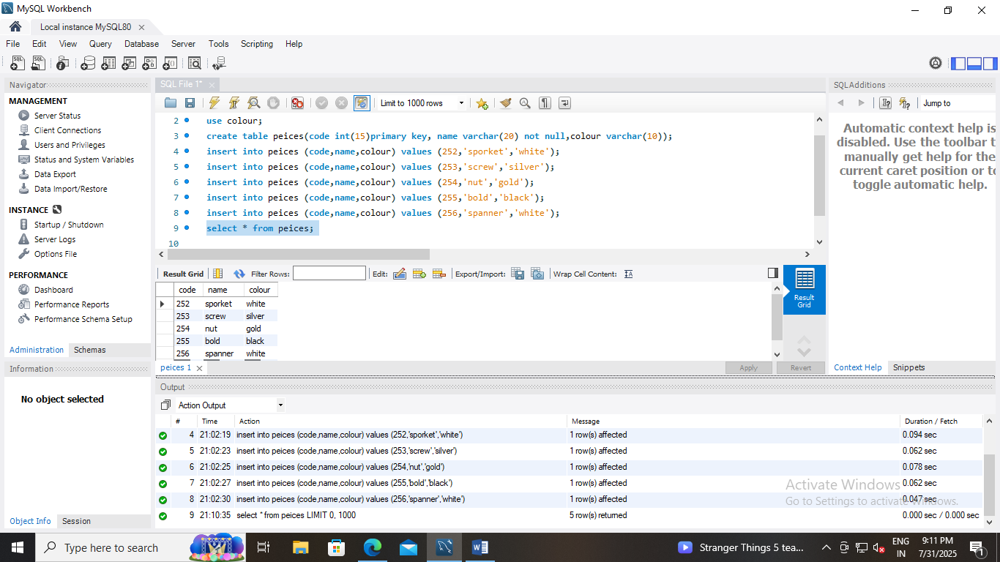 MySQL Workbench
Local instance MySQL80
File Edit View Query Database Server Tools Scripting Help
Navigator
MANAGEMENT
Server Status
Client Connections
Users and Privileges
Status and System Variables
Data Export
Data Import/Restore
INSTANCE
Startup / Shutdown
Server Logs
Options File
PERFORMANCE
Dashboard
Performance Reports
Performance Schema Setup
Administration Schemas
Information
No object selected
Object Info Session
SQL File 1*
Limit to 1000 rows
2 use colour;
3 create table peices(code int(15)primary key, name varchar(20) not null,colour varchar(10));
4 insert into peices (code,name,colour) values (252,'sporket','white');
5 insert into peices (code,name,colour) values (253,'screw','silver');
6 insert into peices (code,name,colour) values (254,'nut','gold');
7 insert into peices (code,name,colour) values (255,'bold','black');
8 insert into peices (code,name,colour) values (256,'spanner','white');
9 select * from peices;
10
Result Grid Filter Rows: Edit: Export/Import: Wrap Cell Content:
code name colour
252 sporket white
253 screw silver
254 nut gold
255 bold black
256 spanner white
Result
Grid
peices 1 Apply Revert
SQLAdditions
Jump to
Automatic context help is
disabled. Use the toolbar t
manually get help for the
current caret position or to
toggle automatic help.
Context Help Snippets
Output
Action Output
# Time Action Message Duration / Fetch
4 21:02:19 insert into peices (code,name,colour) values (252,'sporket','white') 1 row(s) affected 0.094 sec
5 21:02:23 insert into peices (code,name,colour) values (253,'screw','silver') 1 row(s) affected 0.062 sec
6 21:02:25 insert into peices (code,name,colour) values (254,'nut','gold') 1 row(s) affected 0.078 sec
7 21:02:27 insert into peices (code,name,colour) values (255,'bold','black') 1 row(s) affected 0.062 sec
8 21:02:30 insert into peices (code,name,colour) values (256,'spanner','white') 1 row(s) affected 0.047 sec
9 21:10:35 select * from peices LIMIT 0, 1000 5 row(s) returned 0.000 sec / 0.000 sec
Activate Windows
Go to Settings to activate Windows.
Type here to search
Stranger Things 5 tea...
ENG
IN
9:11 PM
7/31/2025
1